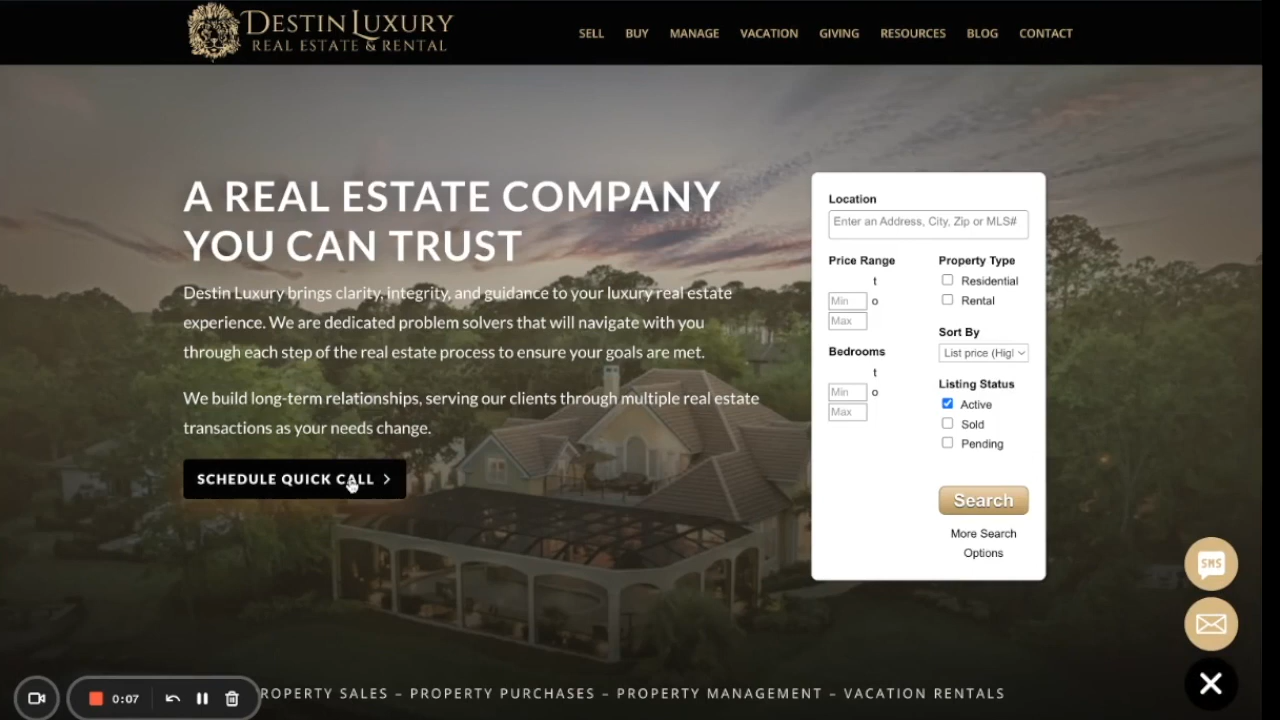 DESTIN LUXURY
REAL ESTATE & RENTAL
SELL BUY MANAGE VACATION GIVING RESOURCES BLOG CONTACT
A REAL ESTATE COMPANY
YOU CAN TRUST
Destin Luxury brings clarity, integrity, and guidance to your luxury real estate
experience. We are dedicated problem solvers that will navigate with you
through each step of the real estate process to ensure your goals are met.
We build long-term relationships, serving our clients through multiple real estate
transactions as your needs change.
SCHEDULE QUICK CALL >
Location
Enter an Address, City, Zip or MLS#
Price Range
t
Min o
Max
Bedrooms
t
Min o
Max
Property Type
Residential
Rental
Sort By
List price (Higl
Listing Status
Active
Sold
Pending
Search
More Search
Options
SMS
0:07
ROPERTY SALES – PROPERTY PURCHASES – PROPERTY MANAGEMENT – VACATION RENTALS